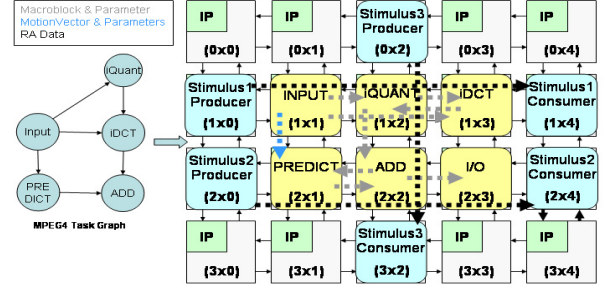 Macroblock & Parameter
MotionVector & Parameters
RA Data
iQuant
Input
iDCT
PRE
DICT
ADD
MPEG4 Task Graph
IP
(0x0)
IP
(0x1)
Stimulus3
Producer
(0x2)
IP
(0x3)
IP
(0x4)
Stimulus1
Producer
(1x0)
INPUT
(1x1)
iQUANT
(1x2)
iDCT
(1x3)
Stimulus1
Consumer
(1x4)
Stimulus2
Producer
(2x0)
PREDICT
(2x1)
ADD
(2x2)
I/O
(2x3)
Stimulus2
Consumer
(2x4)
IP
(3x0)
IP
(3x1)
Stimulus3
Consumer
(3x2)
IP
(3x3)
IP
(3x4)